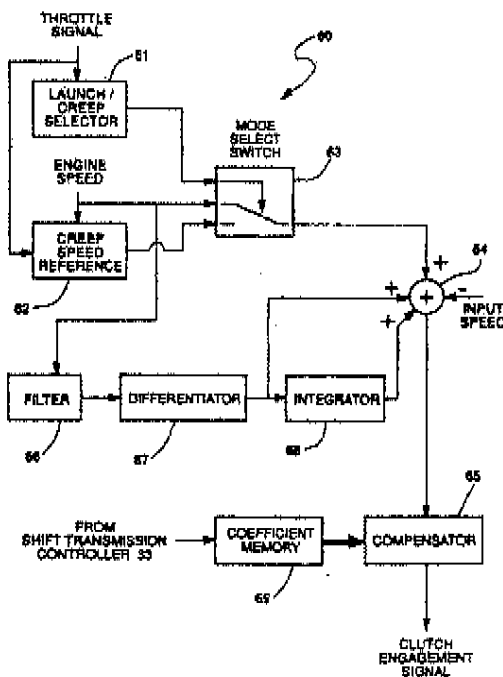 THROTTLE
SIGNAL
61
60
LAUNCH /
CREEP
SELECTOR
MODE
SELECT
SWITCH
63
ENGINE
SPEED
CREEP
SPEED
REFERENCE
62
+
64
+
+
-
INPUT
SPEED
+
FILTER
DIFFERENTIATOR
INTEGRATOR
66
67
68
65
FROM
SHIFT TRANSMISSION
CONTROLLER 33
COEFFICIENT
MEMORY
COMPENSATOR
69
CLUTCH
ENGAGEMENT
SIGNAL